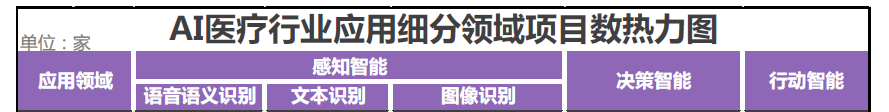 AI医疗行业应用细分领域项目数热力图
单位：家
应用领域 感知智能 决策智能 行动智能
语音语义识别 文本识别 图像识别